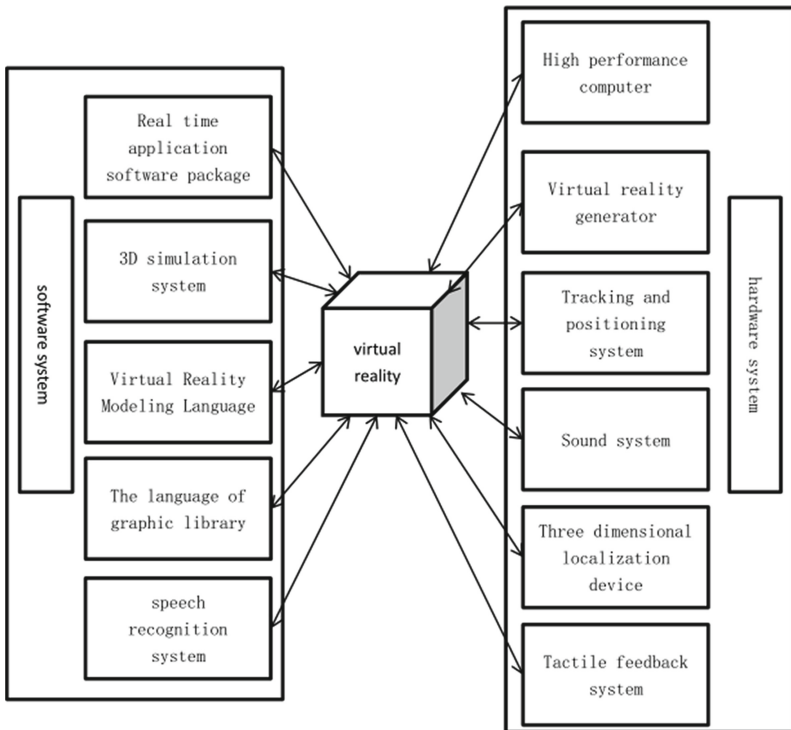 software system
Real time
application
software package
3D simulation
system
Virtual Reality
Modeling Language
The language of
graphic library
speech
recognition
system
virtual
reality
High performance
computer
Virtual reality
generator
Tracking and
positioning
system
Sound system
Three dimensional
localization
device
Tactile feedback
system
hardware system